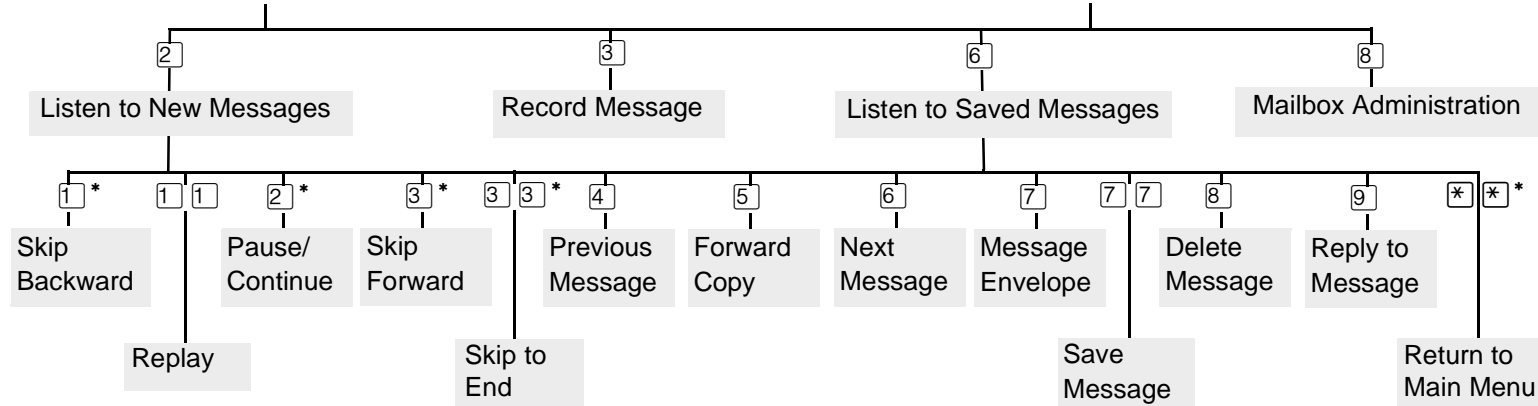 2
3
6
8
Listen to New Messages
Record Message
Listen to Saved Messages
Mailbox Administration
1 *
1 1
2 *
3 *
3 3 *
4
5
6
7
7 7
8
9
* * *
Skip
Backward
Pause/
Continue
Skip
Forward
Previous
Message
Forward
Copy
Next
Message
Message
Envelope
Delete
Message
Reply to
Message
Replay
Skip to
End
Save
Message
Return to
Main Menu